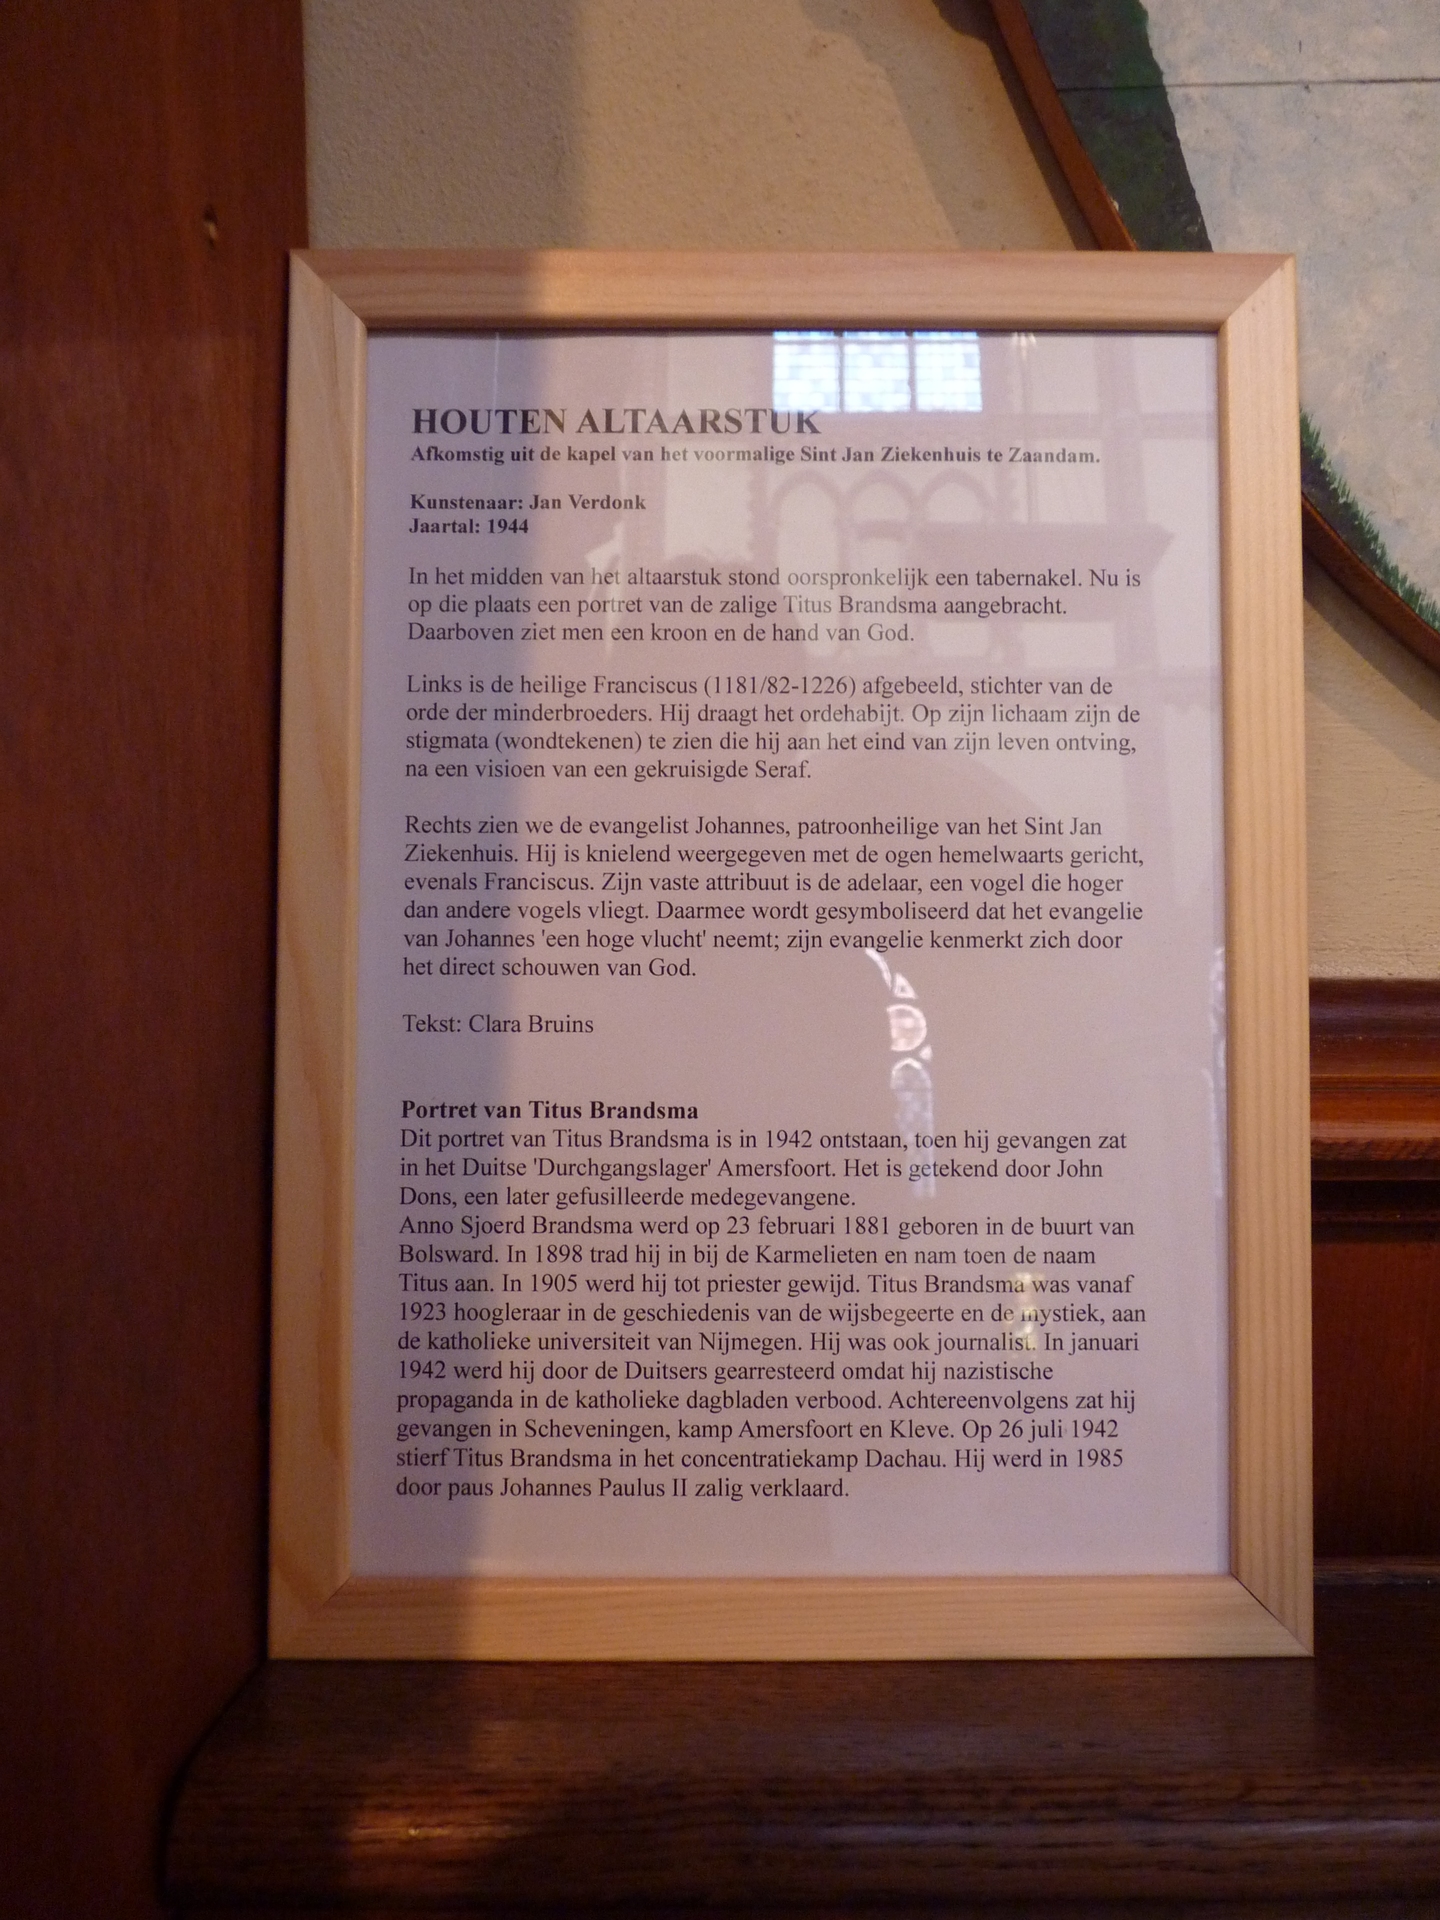 HOUTEN ALTAARSTUK
Afkomstig uit de kapel van het voormalige Sint Jan Ziekenhuis te Zaandam.
Kunstenaar: Jan Verdonk
Jaartal: 1944
In het midden van het altaarstuk stond oorspronkelijk een tabernakel. Nu is
op die plaats een portret van de zalige Titus Brandsma aangebracht.
Daarboven ziet men een kroon en de hand van God.
Links is de heilige Franciscus (1181/82-1226) afgebeeld, stichter van de
orde der minderbroeders. Hij draagt het ordehabijt. Op zijn lichaam zijn de
stigmata (wondtekenen) te zien die hij aan het eind van zijn leven ontving,
na een visioen van een gekruisigde Seraf.
Rechts zien we de evangelist Johannes, patroonheilige van het Sint Jan
Ziekenhuis. Hij is knielend weergegeven met de ogen hemelwaarts gericht,
evenals Franciscus. Zijn vaste attribuut is de adelaar, een vogel die hoger
dan andere vogels vliegt. Daarmee wordt gesymboliseerd dat het evangelie
van Johannes 'een hoge vlucht' neemt; zijn evangelie kenmerkt zich door
het direct schouwen van God.
Tekst: Clara Bruins
Portret van Titus Brandsma
Dit portret van Titus Brandsma is in 1942 ontstaan, toen hij gevangen zat
in het Duitse 'Durchgangslager' Amersfoort. Het is getekend door John
Dons, een later gefusilleerde medegevangene.
Anno Sjoerd Brandsma werd op 23 februari 1881 geboren in de buurt van
Bolsward. In 1898 trad hij in bij de Karmelieten en nam toen de naam
Titus aan. In 1905 werd hij tot priester gewijd. Titus Brandsma was vanaf
1923 hoogleraar in de geschiedenis van de wijsbegeerte en de mystiek, aan
de katholieke universiteit van Nijmegen. Hij was ook journalist. In januari
1942 werd hij door de Duitsers gearresteerd omdat hij nazistische
propaganda in de katholieke dagbladen verbood. Achtereenvolgens zat hij
gevangen in Scheveningen, kamp Amersfoort en Kleve. Op 26 juli 1942
stierf Titus Brandsma in het concentratiekamp Dachau. Hij werd in 1985
door paus Johannes Paulus II zalig verklaard.